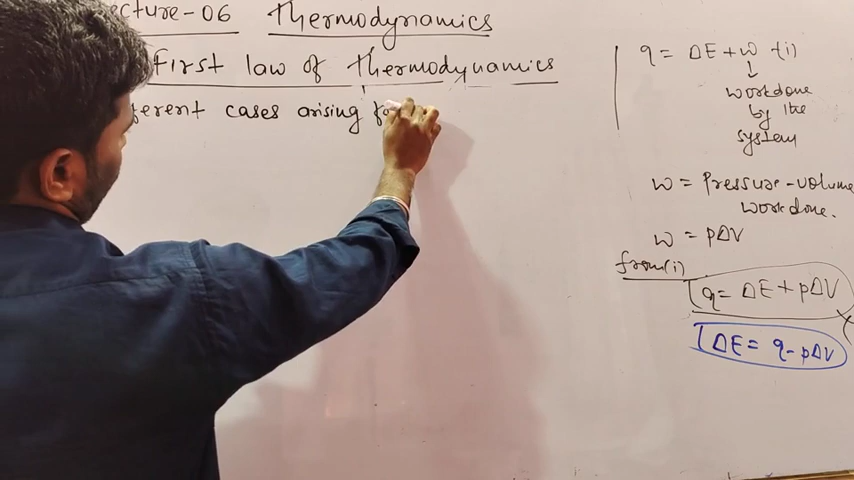 ecture-06 Thermodynamics
First law of Thermodynamics
ferent cases arising
q = ΔE + w -(i)
↓
workdone
by the
system
w = Pressure-volume
workdone.
w = pΔV
from(i)
q = ΔE + pΔV
ΔE = q - pΔV